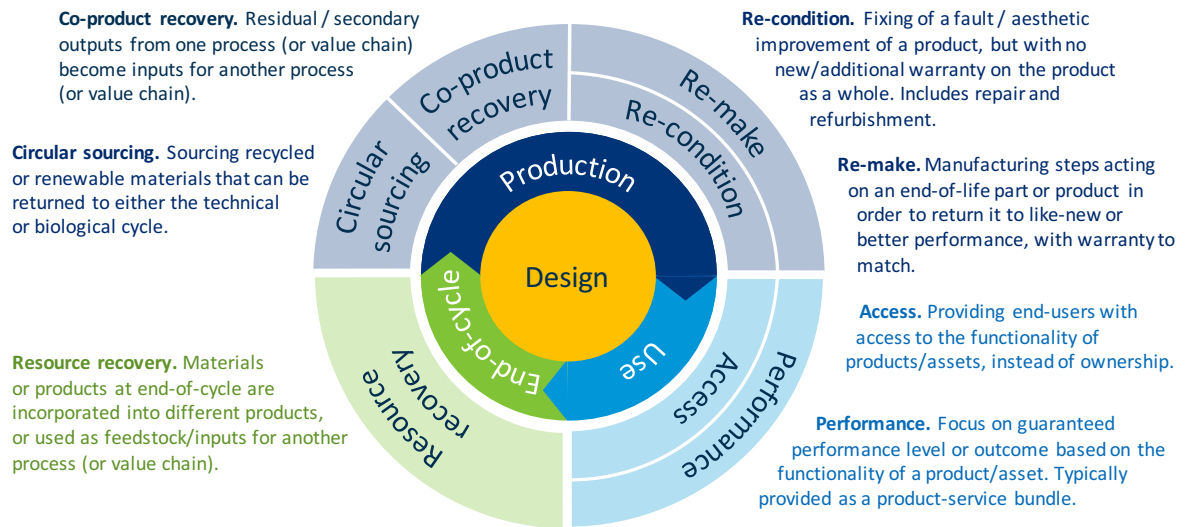 Co-product recovery. Residual / secondary
outputs from one process (or value chain)
become inputs for another process
(or value chain).
Circular sourcing. Sourcing recycled
or renewable materials that can be
returned to either the technical
or biological cycle.
Resource recovery. Materials
or products at end-of-cycle are
incorporated into different products,
or used as feedstock/inputs for another
process (or value chain).
Co-product
recovery
Circular
sourcing
Re-make
Re-condition
Production
Design
End-of-cycle
Use
Resource
recovery
Access
Performance
Re-condition. Fixing of a fault / aesthetic
improvement of a product, but with no
new/additional warranty on the product
as a whole. Includes repair and
refurbishment.
Re-make. Manufacturing steps acting
on an end-of-life part or product in
order to return it to like-new or
better performance, with warranty to
match.
Access. Providing end-users with
access to the functionality of
products/assets, instead of ownership.
Performance. Focus on guaranteed
performance level or outcome based on the
functionality of a product/asset. Typically
provided as a product-service bundle.